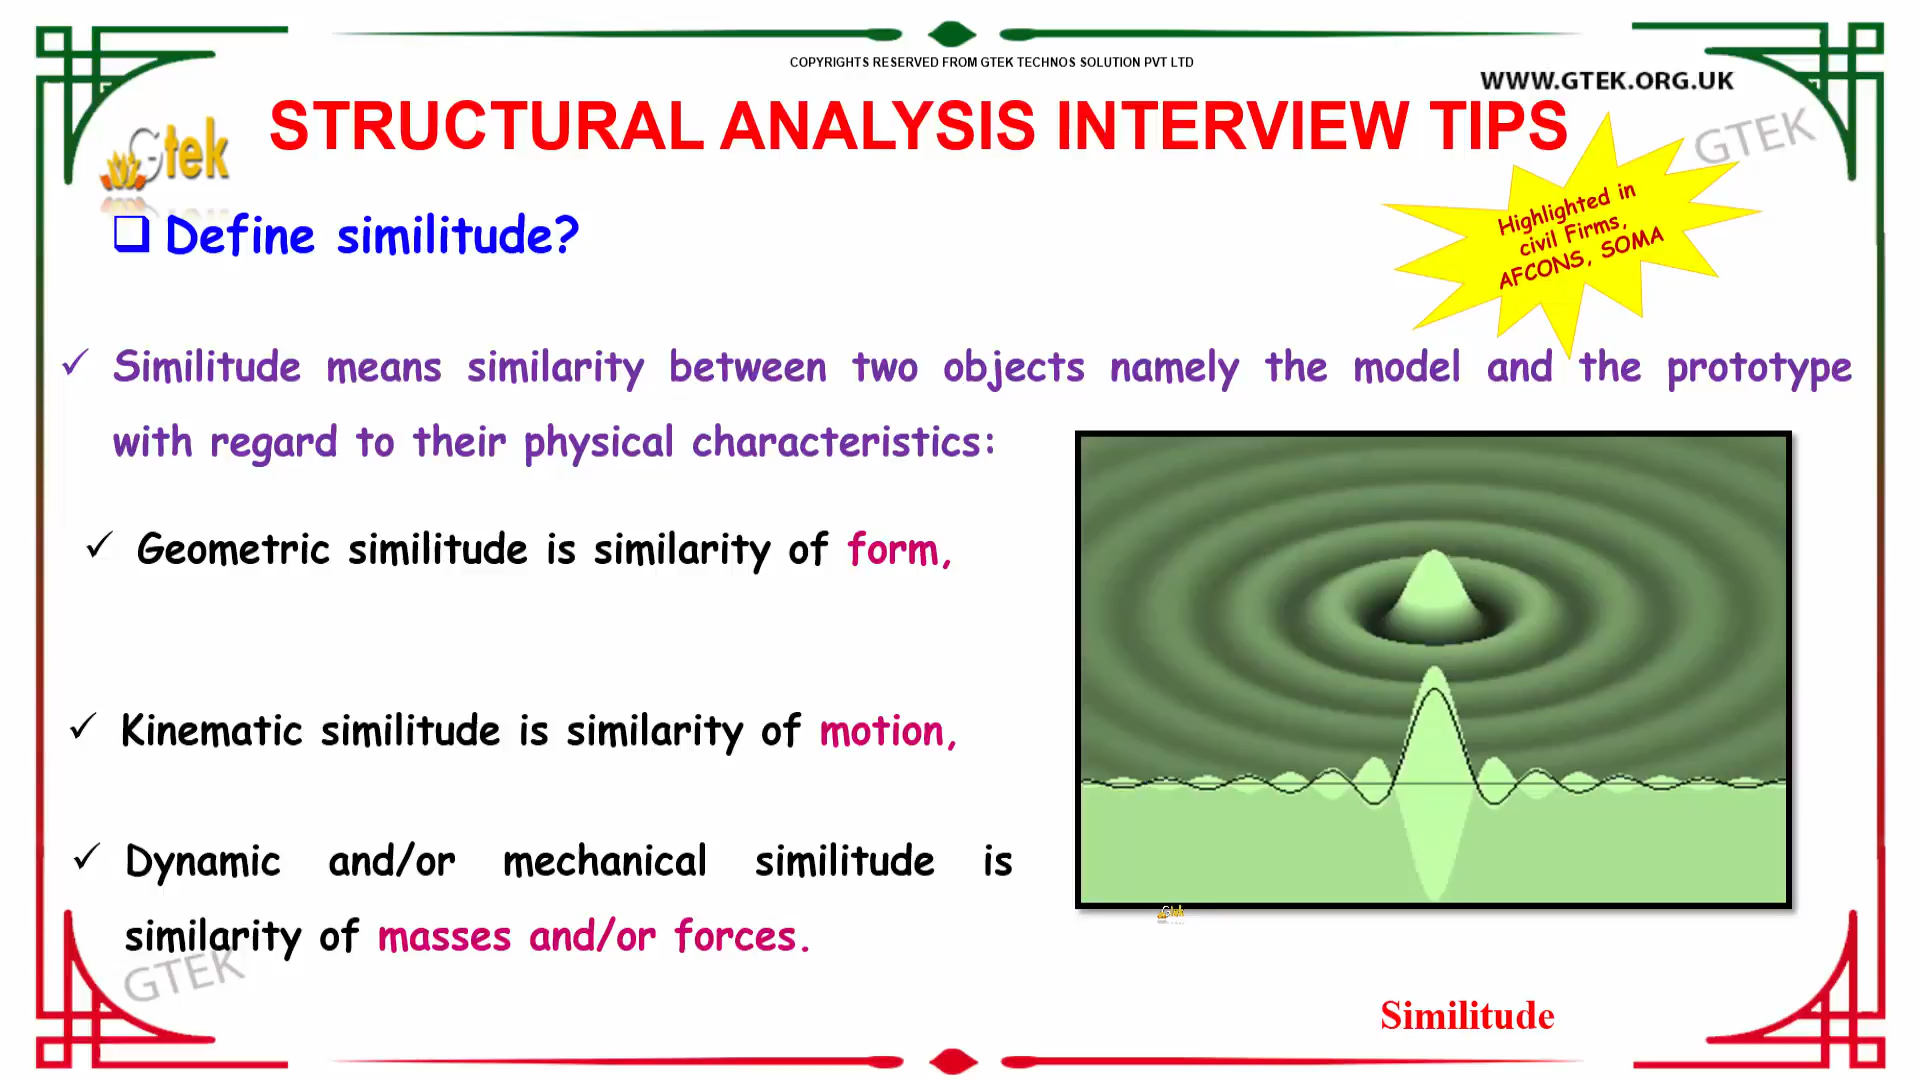 COPYRIGHTS RESERVED FROM GTEK TECHNOS SOLUTION PVT LTD
WWW.GTEK.ORG.UK
STRUCTURAL ANALYSIS INTERVIEW TIPS
Gtek
GTEK
Define similitude?
Highlighted in
civil Firms,
AFCONS, SOMA
Similitude means similarity between two objects namely the model and the prototype
with regard to their physical characteristics:
Geometric similitude is similarity of form,
Kinematic similitude is similarity of motion,
Dynamic and/or mechanical similitude is
similarity of masses and/or forces.
Gtek
GTEK
Similitude